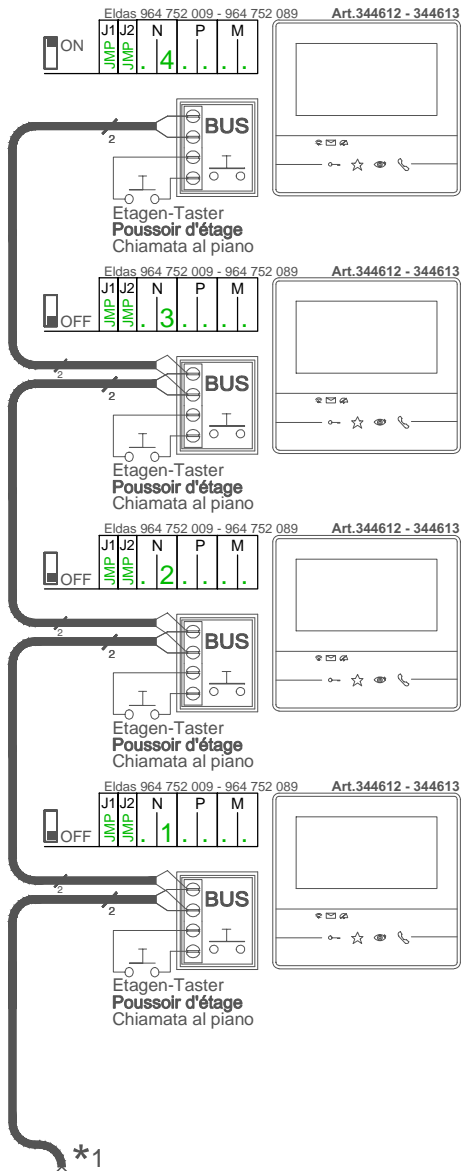 Eldas 964 752 009 - 964 752 089 Art.344612 - 344613
ON J1 J2 N P M
JMP JMP . 4 . . . .
2
BUS
Etagen-Taster
Poussoir d'étage
Chiamata al piano
Eldas 964 752 009 - 964 752 089 Art.344612 - 344613
J1 J2 N P M
OFF JMP JMP . 3 . . . .
2
2
BUS
Etagen-Taster
Poussoir d'étage
Chiamata al piano
Eldas 964 752 009 - 964 752 089 Art.344612 - 344613
J1 J2 N P M
OFF JMP JMP . 2 . . . .
2
2
BUS
Etagen-Taster
Poussoir d'étage
Chiamata al piano
Eldas 964 752 009 - 964 752 089 Art.344612 - 344613
J1 J2 N P M
OFF JMP JMP . 1 . . . .
2
2
BUS
Etagen-Taster
Poussoir d'étage
Chiamata al piano
*1